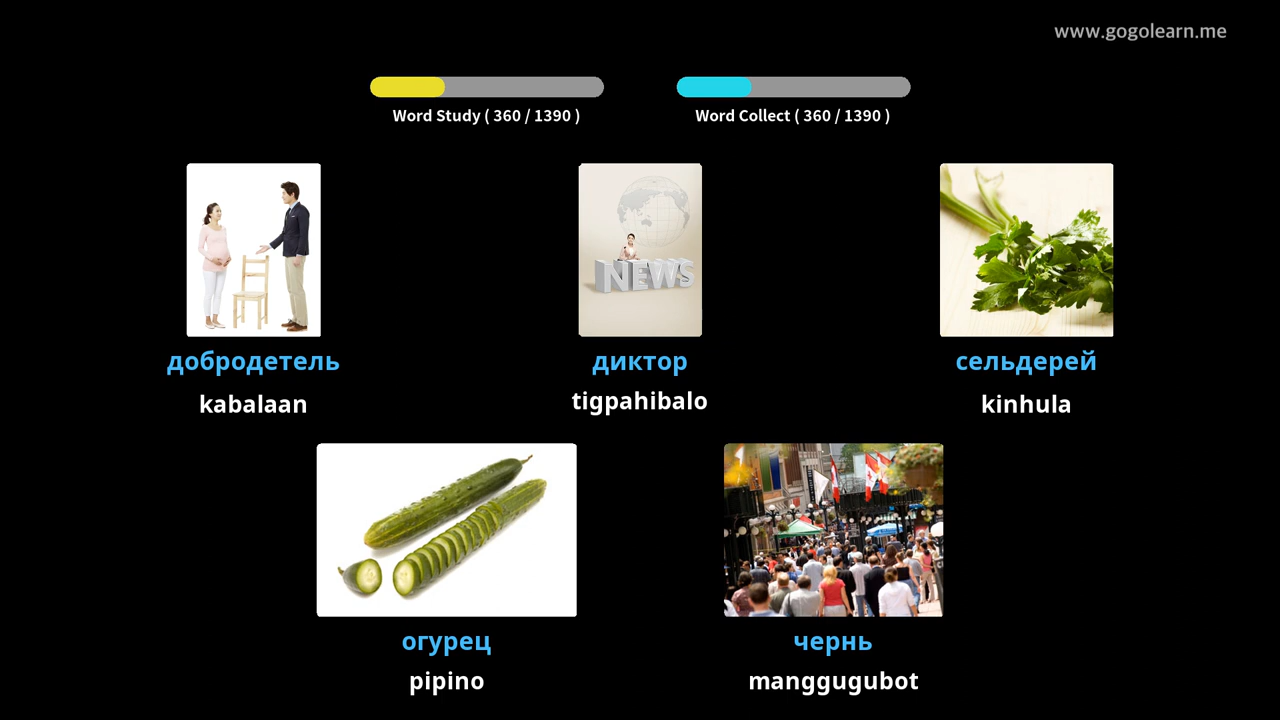 www.gogolearn.me
Word Study ( 360 / 1390 )
Word Collect ( 360 / 1390 )
NEWS
добродетель
диктор
сельдерей
kabalaan
tigpahibalo
kinhula
огурец
чернь
pipino
manggugubot